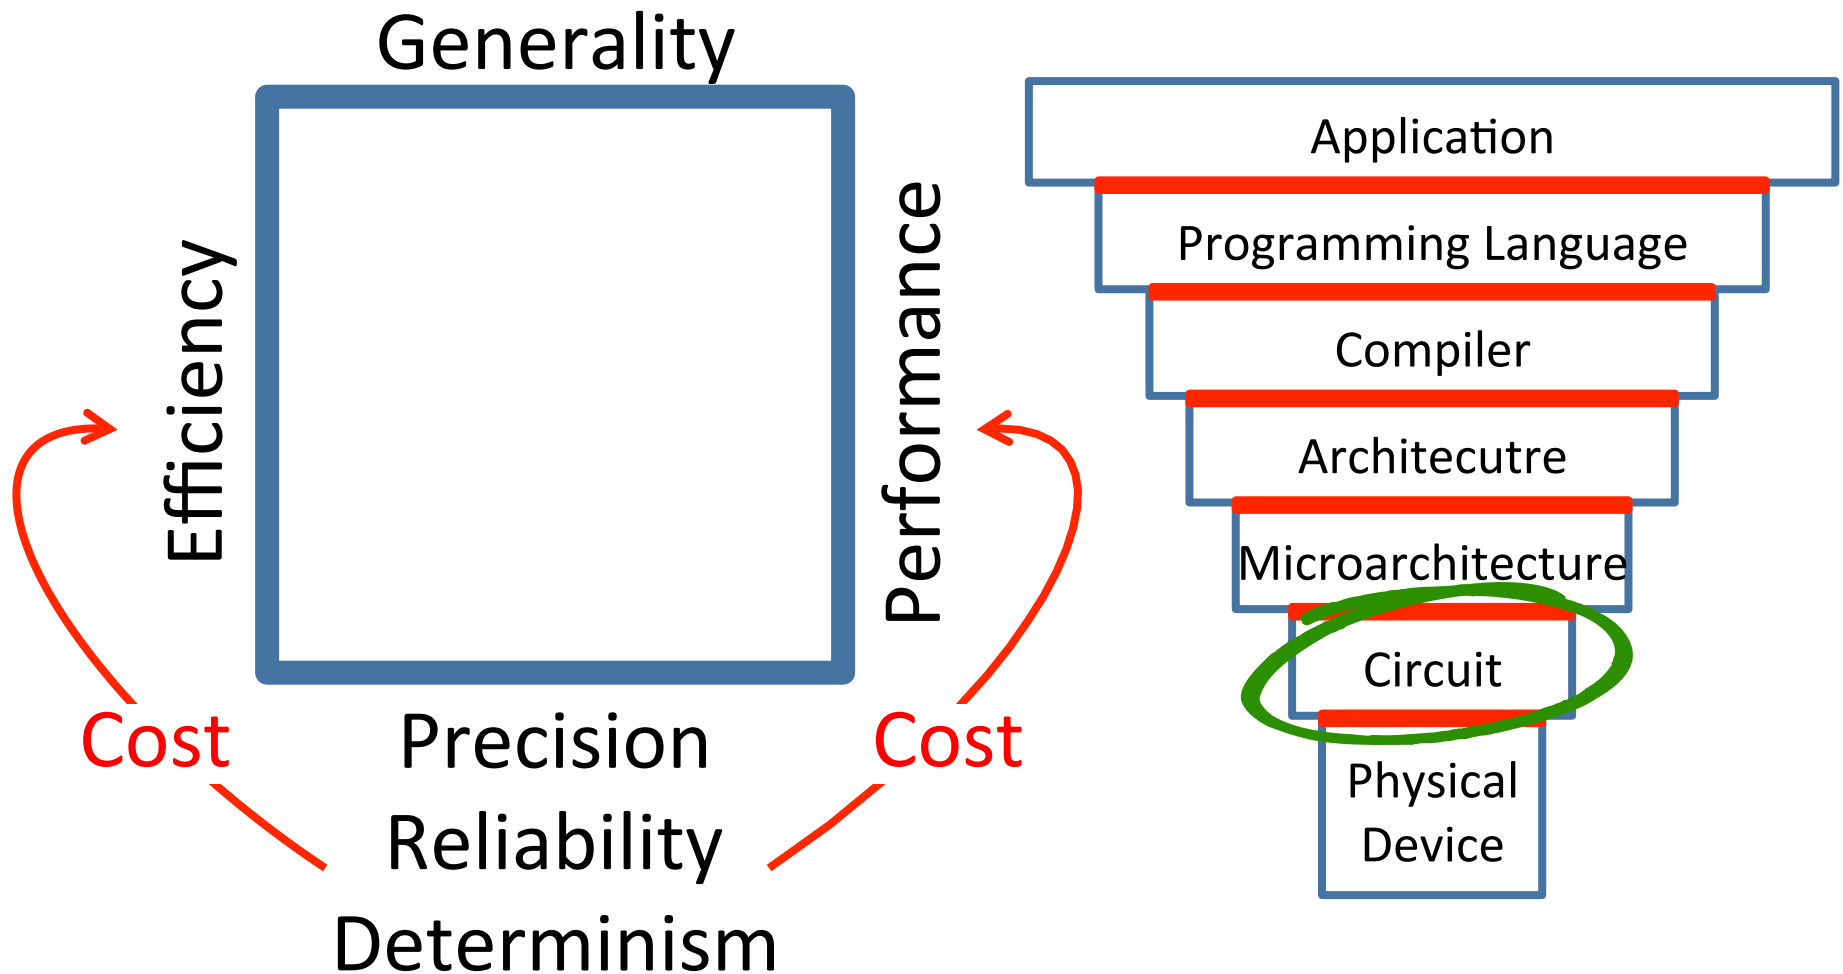 Generality
Efficiency
Performance
Cost
Precision
Cost
Reliability
Determinism
Application
Programming Language
Compiler
Architecutre
Microarchitecture
Circuit
Physical
Device